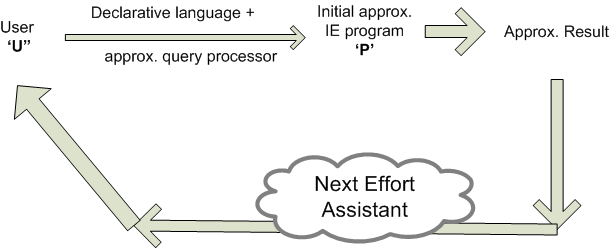 Declarative language +
approx. query processor
User
‘U”
Initial approx.
IE program
‘P’
Approx. Result
Next Effort
Assistant